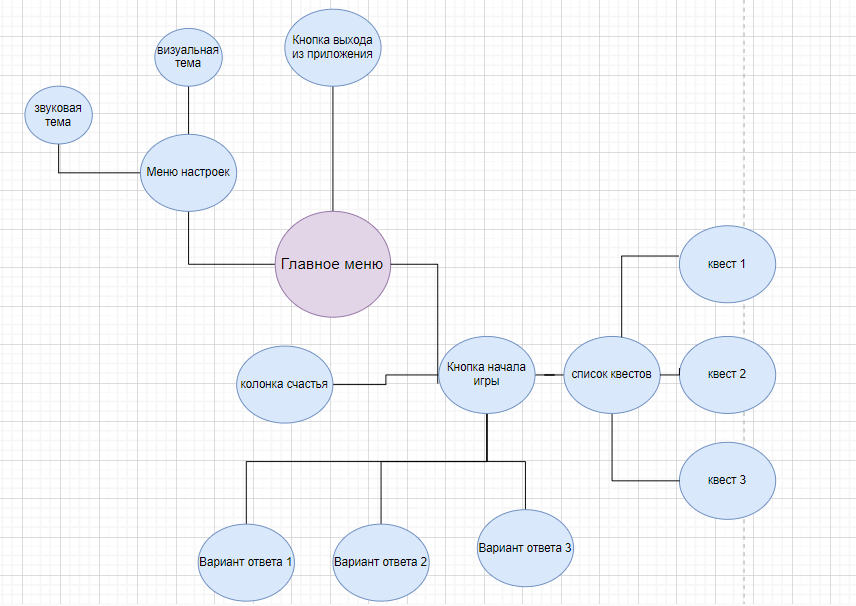 Кнопка выхода
из приложения
визуальная
тема
звуковая
тема
Меню настроек
Главное меню
квест 1
Кнопка начала
игры
список квестов
квест 2
колонка счастья
квест 3
Вариант ответа 1
Вариант ответа 2
Вариант ответа 3